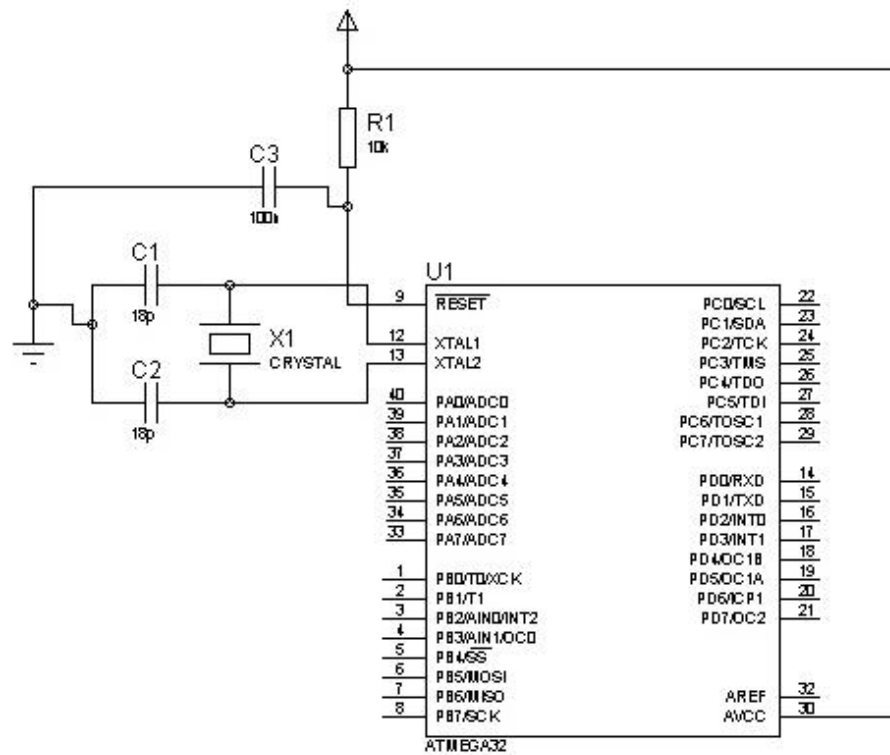 R1
10k
C3
100n
C1
18p
X1
CRYSTAL
C2
18p
U1
9 RESET
12 XTAL1
13 XTAL2
40 PA0/ADC0
39 PA1/ADC1
38 PA2/ADC2
37 PA3/ADC3
36 PA4/ADC4
35 PA5/ADC5
34 PA6/ADC6
33 PA7/ADC7
1 PB0/T0/XCK
2 PB1/T1
3 PB2/AIN0/INT2
4 PB3/AIN1/OC0
5 PB4/SS
6 PB5/MOSI
7 PB6/MISO
8 PB7/SCK
PC0/SCL 22
PC1/SDA 23
PC2/TCK 24
PC3/TMS 25
PC4/TDO 26
PC5/TDI 27
PC6/TOSC1 28
PC7/TOSC2 29
PD0/RXD 14
PD1/TXD 15
PD2/INT0 16
PD3/INT1 17
PD4/OC1B 18
PD5/OC1A 19
PD6/ICP1 20
PD7/OC2 21
AREF 32
AVCC 30
ATMEGA32